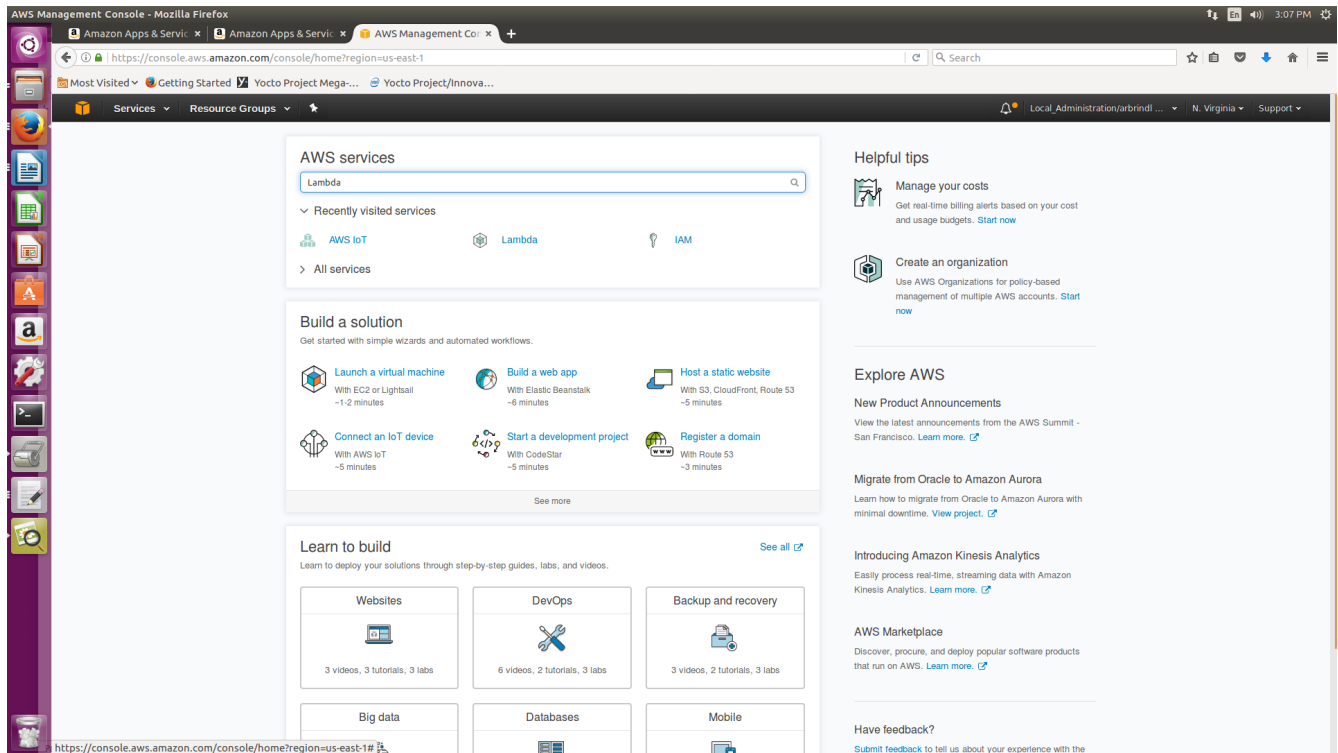 AWS Management Console - Mozilla Firefox
En 3:07 PM
Amazon Apps & Servic × Amazon Apps & Servic × AWS Management Cor × +
https://console.aws.amazon.com/console/home?region=us-east-1 Search
Most Visited Getting Started Yocto Project Mega-... Yocto Project/Innova...
Services Resource Groups Local_Administration/arbrindl ... N. Virginia Support
AWS services
Lambda
Recently visited services
AWS IoT Lambda IAM
All services
Build a solution
Get started with simple wizards and automated workflows.
Launch a virtual machine
With EC2 or Lightsail
~1-2 minutes
Build a web app
With Elastic Beanstalk
~6 minutes
Host a static website
With S3, CloudFront, Route 53
~5 minutes
Connect an IoT device
With AWS IoT
~5 minutes
Start a development project
With CodeStar
~5 minutes
Register a domain
With Route 53
~3 minutes
See more
Learn to build
See all
Learn to deploy your solutions through step-by-step guides, labs, and videos.
Websites
3 videos, 3 tutorials, 3 labs
DevOps
6 videos, 2 tutorials, 3 labs
Backup and recovery
3 videos, 2 tutorials, 3 labs
Big data
Databases
Mobile
Helpful tips
Manage your costs
Get real-time billing alerts based on your cost
and usage budgets. Start now
Create an organization
Use AWS Organizations for policy-based
management of multiple AWS accounts. Start
now
Explore AWS
New Product Announcements
View the latest announcements from the AWS Summit -
San Francisco. Learn more.
Migrate from Oracle to Amazon Aurora
Learn how to migrate from Oracle to Amazon Aurora with
minimal downtime. View project.
Introducing Amazon Kinesis Analytics
Easily process real-time, streaming data with Amazon
Kinesis Analytics. Learn more.
AWS Marketplace
Discover, procure, and deploy popular software products
that run on AWS. Learn more.
Have feedback?
Submit feedback to tell us about your experience with the
https://console.aws.amazon.com/console/home?region=us-east-1#